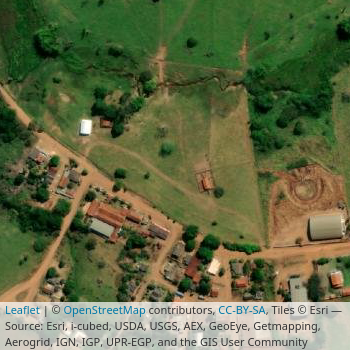 Leaflet | © OpenStreetMap contributors, CC-BY-SA, Tiles © Esri —
Source: Esri, i-cubed, USDA, USGS, AEX, GeoEye, Getmapping,
Aerogrid, IGN, IGP, UPR-EGP, and the GIS User Community